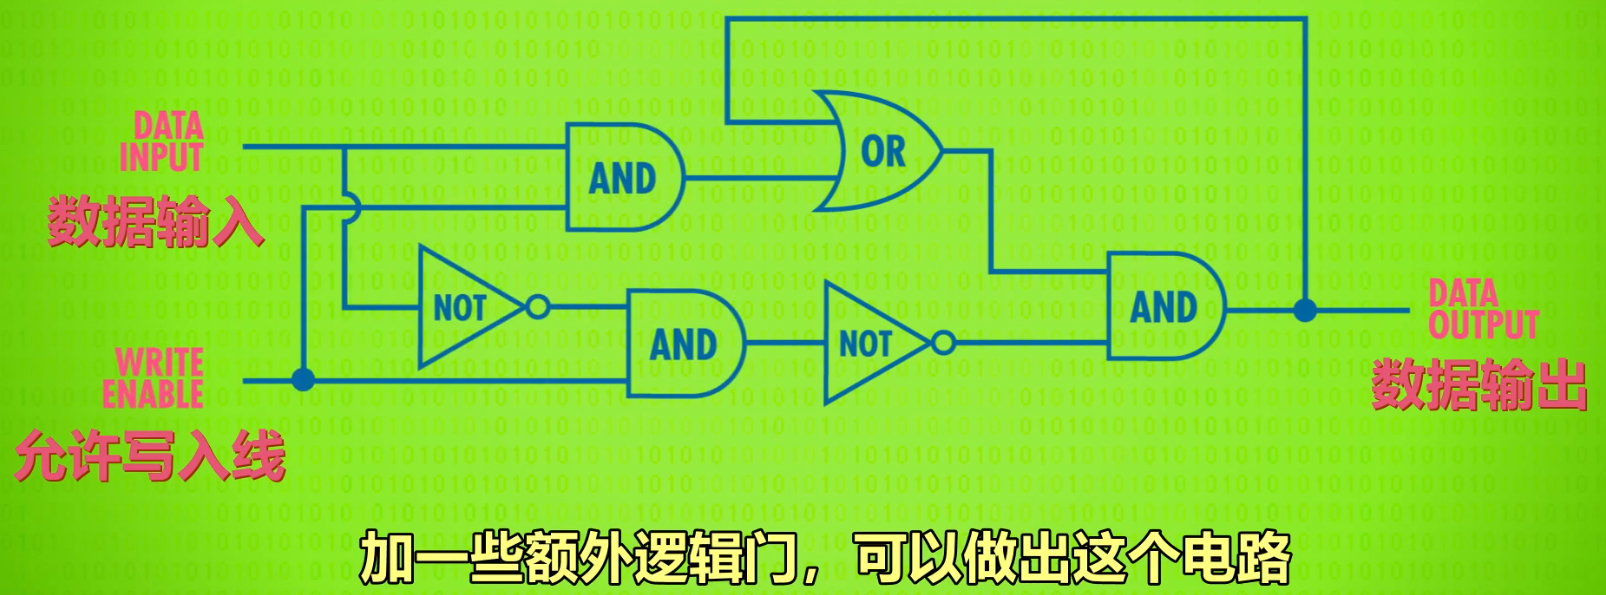 DATA
INPUT
数据输入
WRITE
ENABLE
允许写入线
AND
OR
NOT
AND
NOT
AND
DATA
OUTPUT
数据输出
加一些额外逻辑门，可以做出这个电路